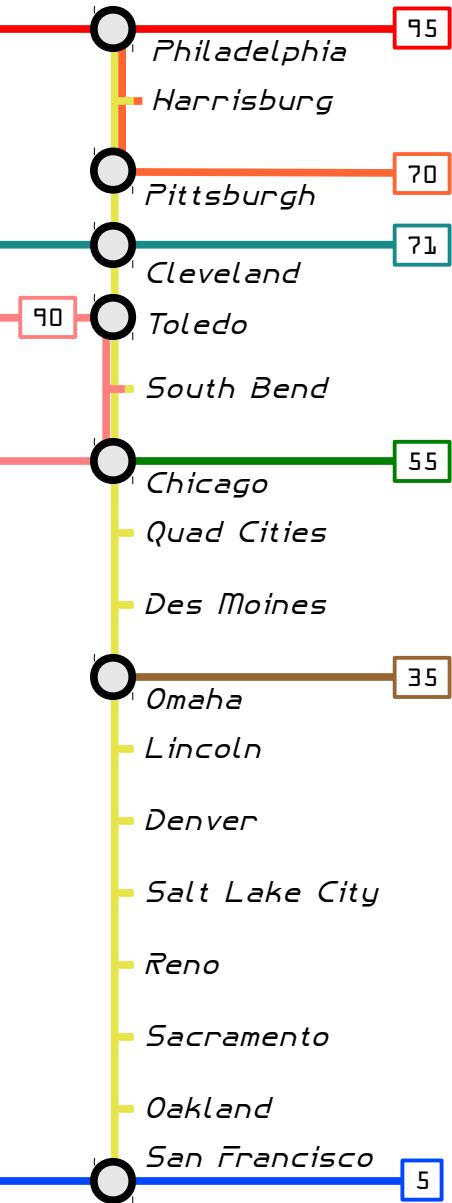 95
Philadelphia
Harrisburg
70
Pittsburgh
71
Cleveland
90
Toledo
South Bend
55
Chicago
Quad Cities
Des Moines
35
Omaha
Lincoln
Denver
Salt Lake City
Reno
Sacramento
Oakland
San Francisco
5